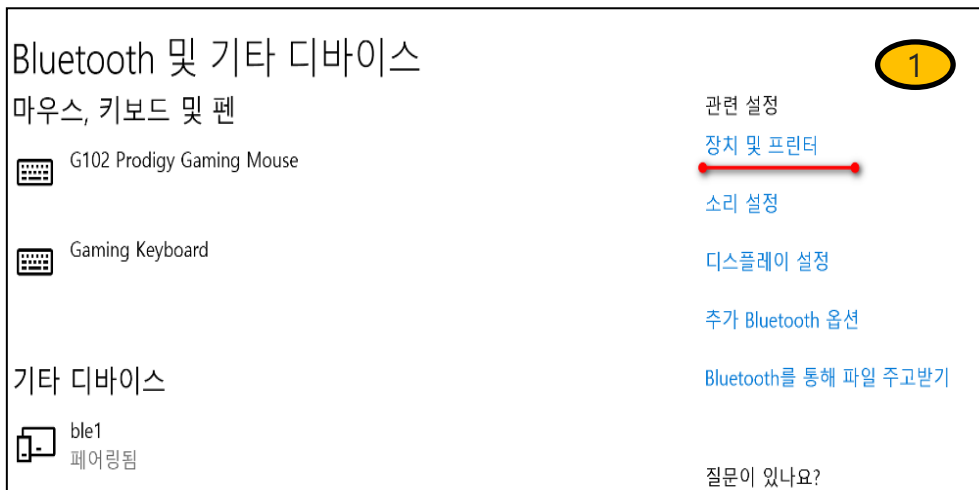 Bluetooth 및 기타 디바이스
마우스, 키보드 및 펜
G102 Prodigy Gaming Mouse
Gaming Keyboard
기타 디바이스
ble1
페어링됨
1
관련 설정
장치 및 프린터
소리 설정
디스플레이 설정
추가 Bluetooth 옵션
Bluetooth를 통해 파일 주고받기
질문이 있나요?